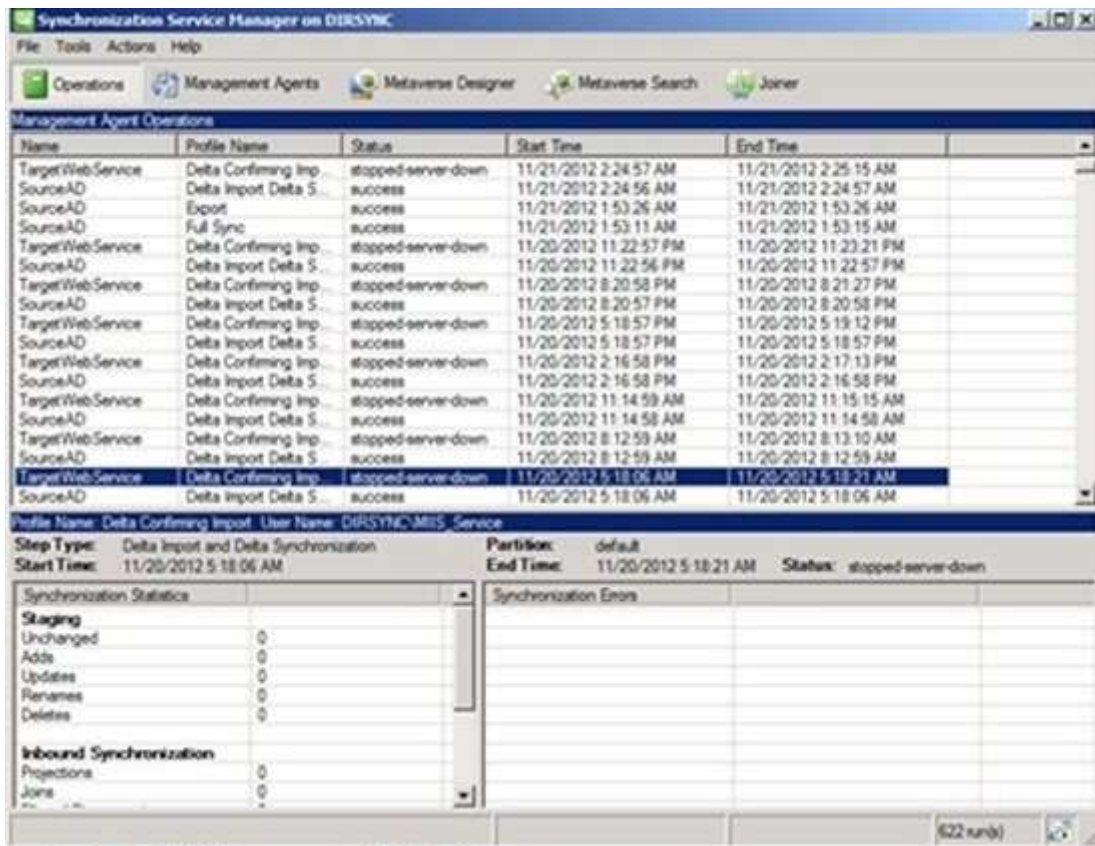 Synchronization Service Manager on DIRSYNC
File Tools Actions Help
Operations Management Agents Metaverse Designer Metaverse Search Joiner
Management Agent Operations
Name Profile Name Status Start Time End Time
TargetWebService Delta Confirming Imp... stopped-server-down 11/21/2012 2:24:57 AM 11/21/2012 2:25:15 AM
SourceAD Delta Import Delta S... success 11/21/2012 2:24:56 AM 11/21/2012 2:24:57 AM
SourceAD Export success 11/21/2012 1:53:26 AM 11/21/2012 1:53:26 AM
SourceAD Full Sync success 11/21/2012 1:53:11 AM 11/21/2012 1:53:15 AM
TargetWebService Delta Confirming Imp... stopped-server-down 11/20/2012 11:22:57 PM 11/20/2012 11:23:21 PM
SourceAD Delta Import Delta S... success 11/20/2012 11:22:56 PM 11/20/2012 11:22:57 PM
TargetWebService Delta Confirming Imp... stopped-server-down 11/20/2012 8:20:58 PM 11/20/2012 8:21:27 PM
SourceAD Delta Import Delta S... success 11/20/2012 8:20:57 PM 11/20/2012 8:20:58 PM
TargetWebService Delta Confirming Imp... stopped-server-down 11/20/2012 5:18:57 PM 11/20/2012 5:19:12 PM
SourceAD Delta Import Delta S... success 11/20/2012 5:18:57 PM 11/20/2012 5:18:57 PM
TargetWebService Delta Confirming Imp... stopped-server-down 11/20/2012 2:16:58 PM 11/20/2012 2:17:13 PM
SourceAD Delta Import Delta S... success 11/20/2012 2:16:58 PM 11/20/2012 2:16:58 PM
TargetWebService Delta Confirming Imp... stopped-server-down 11/20/2012 11:14:59 AM 11/20/2012 11:15:15 AM
SourceAD Delta Import Delta S... success 11/20/2012 11:14:58 AM 11/20/2012 11:14:58 AM
TargetWebService Delta Confirming Imp... stopped-server-down 11/20/2012 8:12:59 AM 11/20/2012 8:13:10 AM
SourceAD Delta Import Delta S... success 11/20/2012 8:12:59 AM 11/20/2012 8:12:59 AM
TargetWebService Delta Confirming Imp... stopped-server-down 11/20/2012 5:18:06 AM 11/20/2012 5:18:21 AM
SourceAD Delta Import Delta S... success 11/20/2012 5:18:06 AM 11/20/2012 5:18:06 AM
Profile Name: Delta Confirming Import User Name: DIRSYNC\MIIS_Service
Step Type: Delta Import and Delta Synchronization Partition: default
Start Time: 11/20/2012 5:18:06 AM End Time: 11/20/2012 5:18:21 AM Status: stopped-server-down
Synchronization Statistics Synchronization Errors
Staging
Unchanged 0
Adds 0
Updates 0
Renames 0
Deletes 0
Inbound Synchronization
Projections 0
Joins 0
622 run(s)